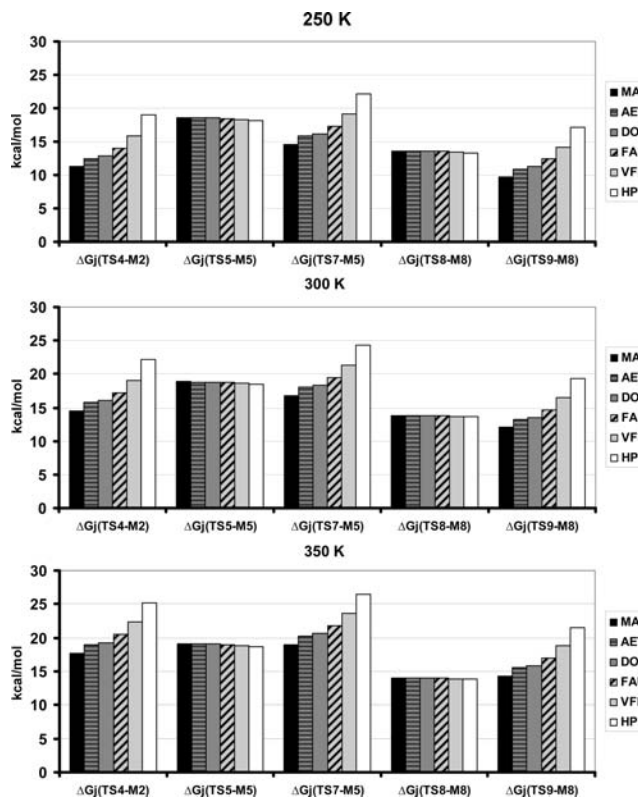 250 K
30
25
20
15
10
5
0
kcal/mol
ΔGj(TS4-M2) ΔGj(TS5-M5) ΔGj(TS7-M5) ΔGj(TS8-M8) ΔGj(TS9-M8)
MA
AE
DO
FA
VF
HP
300 K
30
25
20
15
10
5
0
kcal/mol
ΔGj(TS4-M2) ΔGj(TS5-M5) ΔGj(TS7-M5) ΔGj(TS8-M8) ΔGj(TS9-M8)
MA
AE
DO
FA
VF
HP
350 K
30
25
20
15
10
5
0
kcal/mol
ΔGj(TS4-M2) ΔGj(TS5-M5) ΔGj(TS7-M5) ΔGj(TS8-M8) ΔGj(TS9-M8)
MA
AE
DO
FA
VF
HP